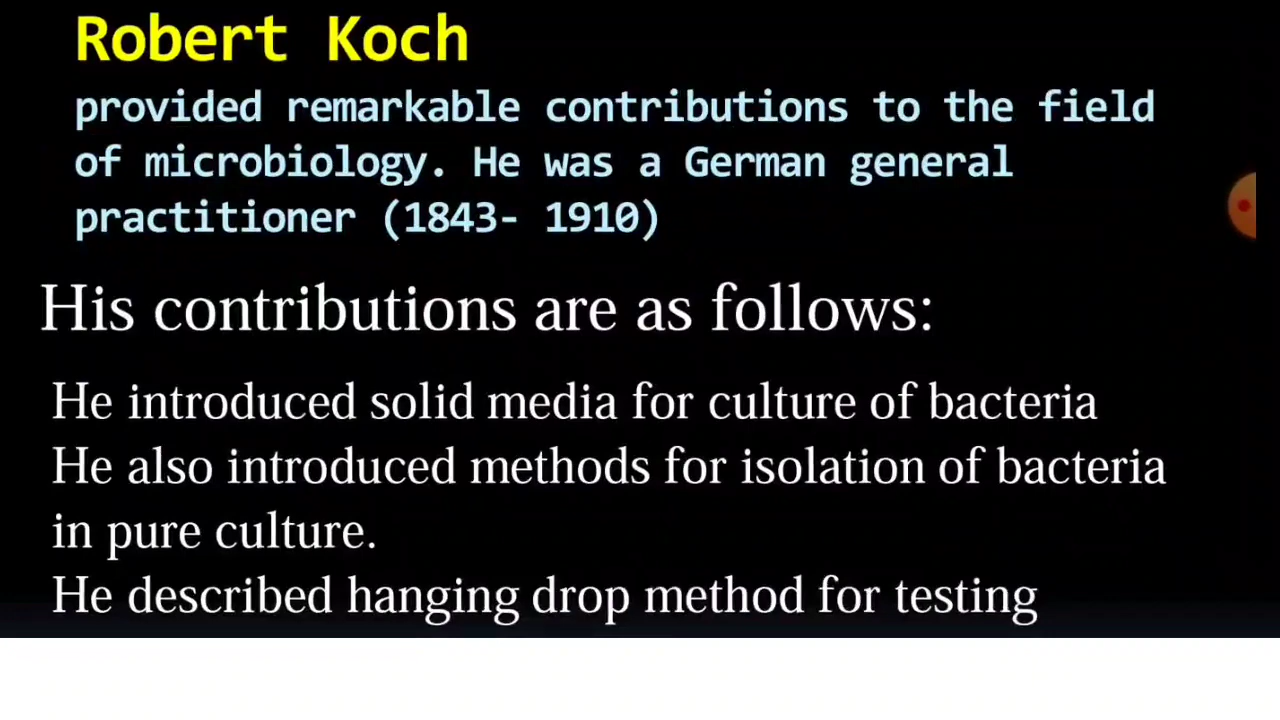 Robert Koch
provided remarkable contributions to the field
of microbiology. He was a German general
practitioner (1843- 1910)
His contributions are as follows:
He introduced solid media for culture of bacteria
He also introduced methods for isolation of bacteria
in pure culture.
He described hanging drop method for testing